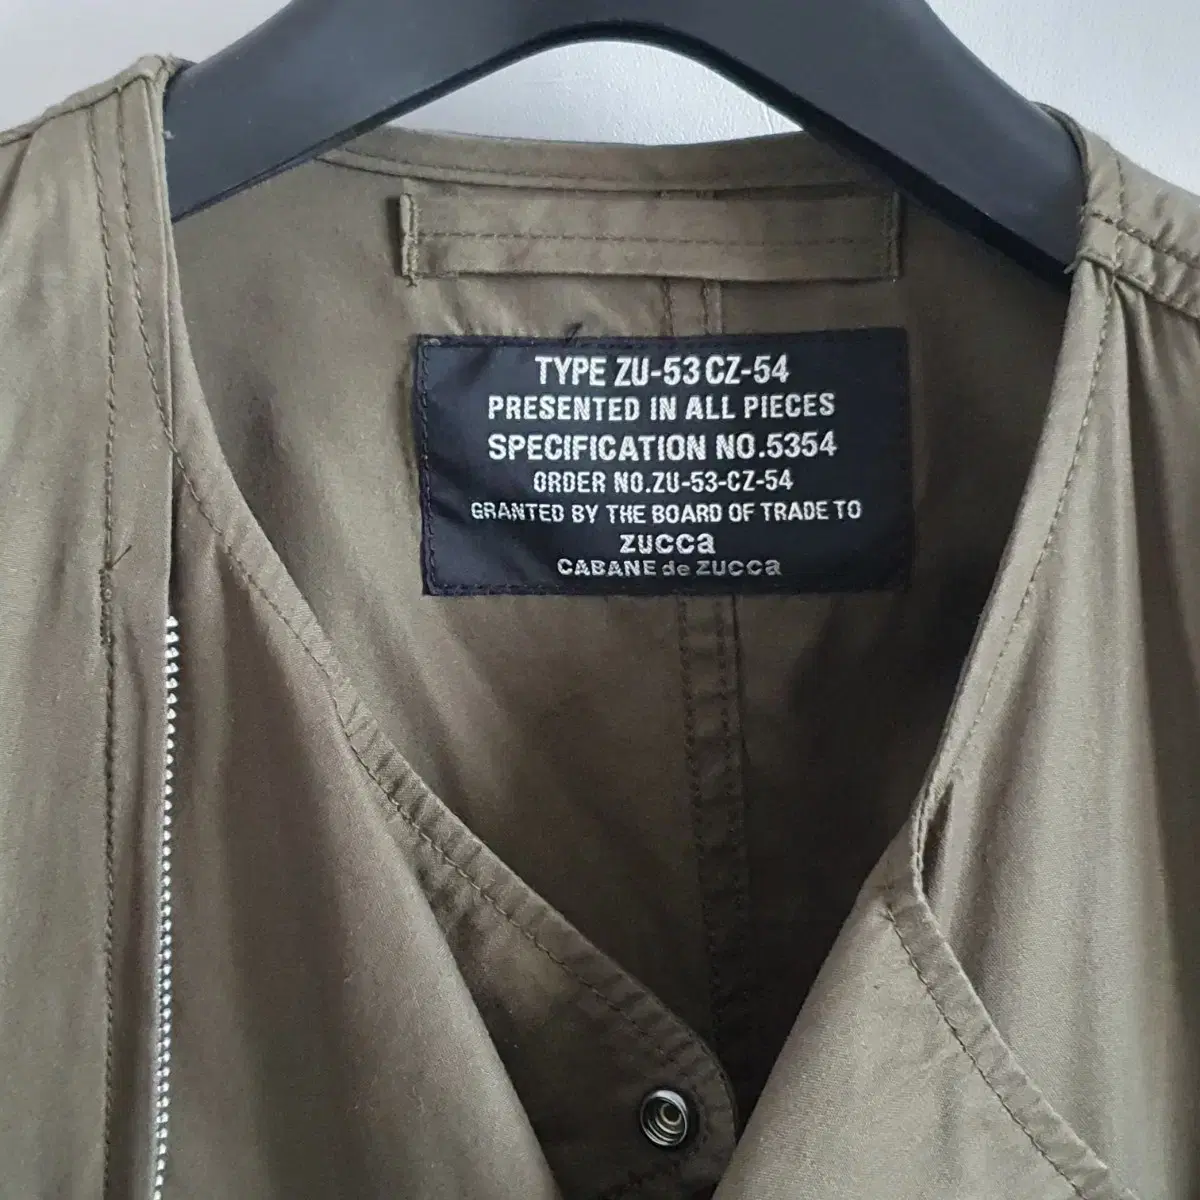 TYPE ZU-53 CZ-54
PRESENTED IN ALL PIECES
SPECIFICATION NO.5354
ORDER NO.ZU-53-CZ-54
GRANTED BY THE BOARD OF TRADE TO
zucca
CABANE de zucca